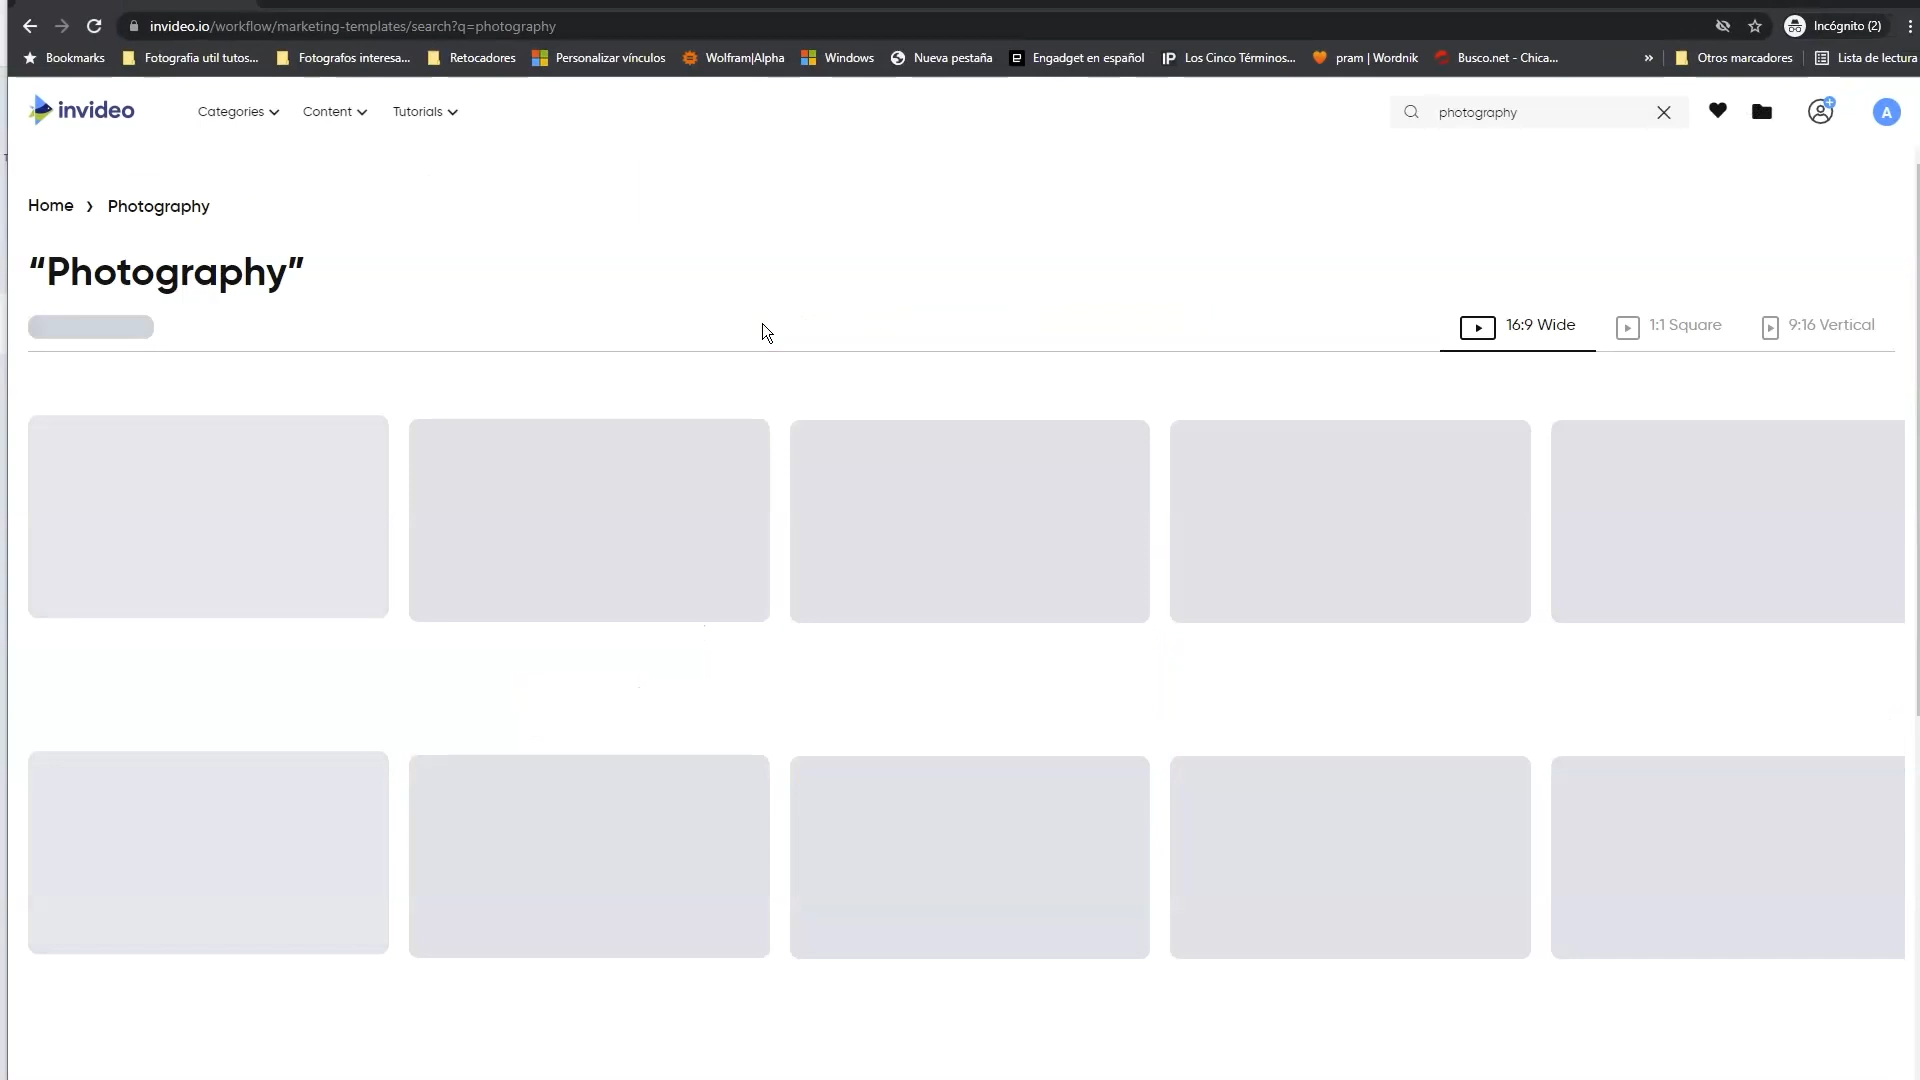 invideo.io/workflow/marketing-templates/search?q=photography
Incógnito (2)
Bookmarks
Fotografia util tutos...
Fotografos interesa...
Retocadores
Personalizar vínculos
Wolfram|Alpha
Windows
Nueva pestaña
Engadget en español
Los Cinco Términos...
pram | Wordnik
Busco.net - Chica...
»
Otros marcadores
Lista de lectura
invideo
Categories
Content
Tutorials
photography
A
Home › Photography
“Photography”
16:9 Wide
1:1 Square
9:16 Vertical